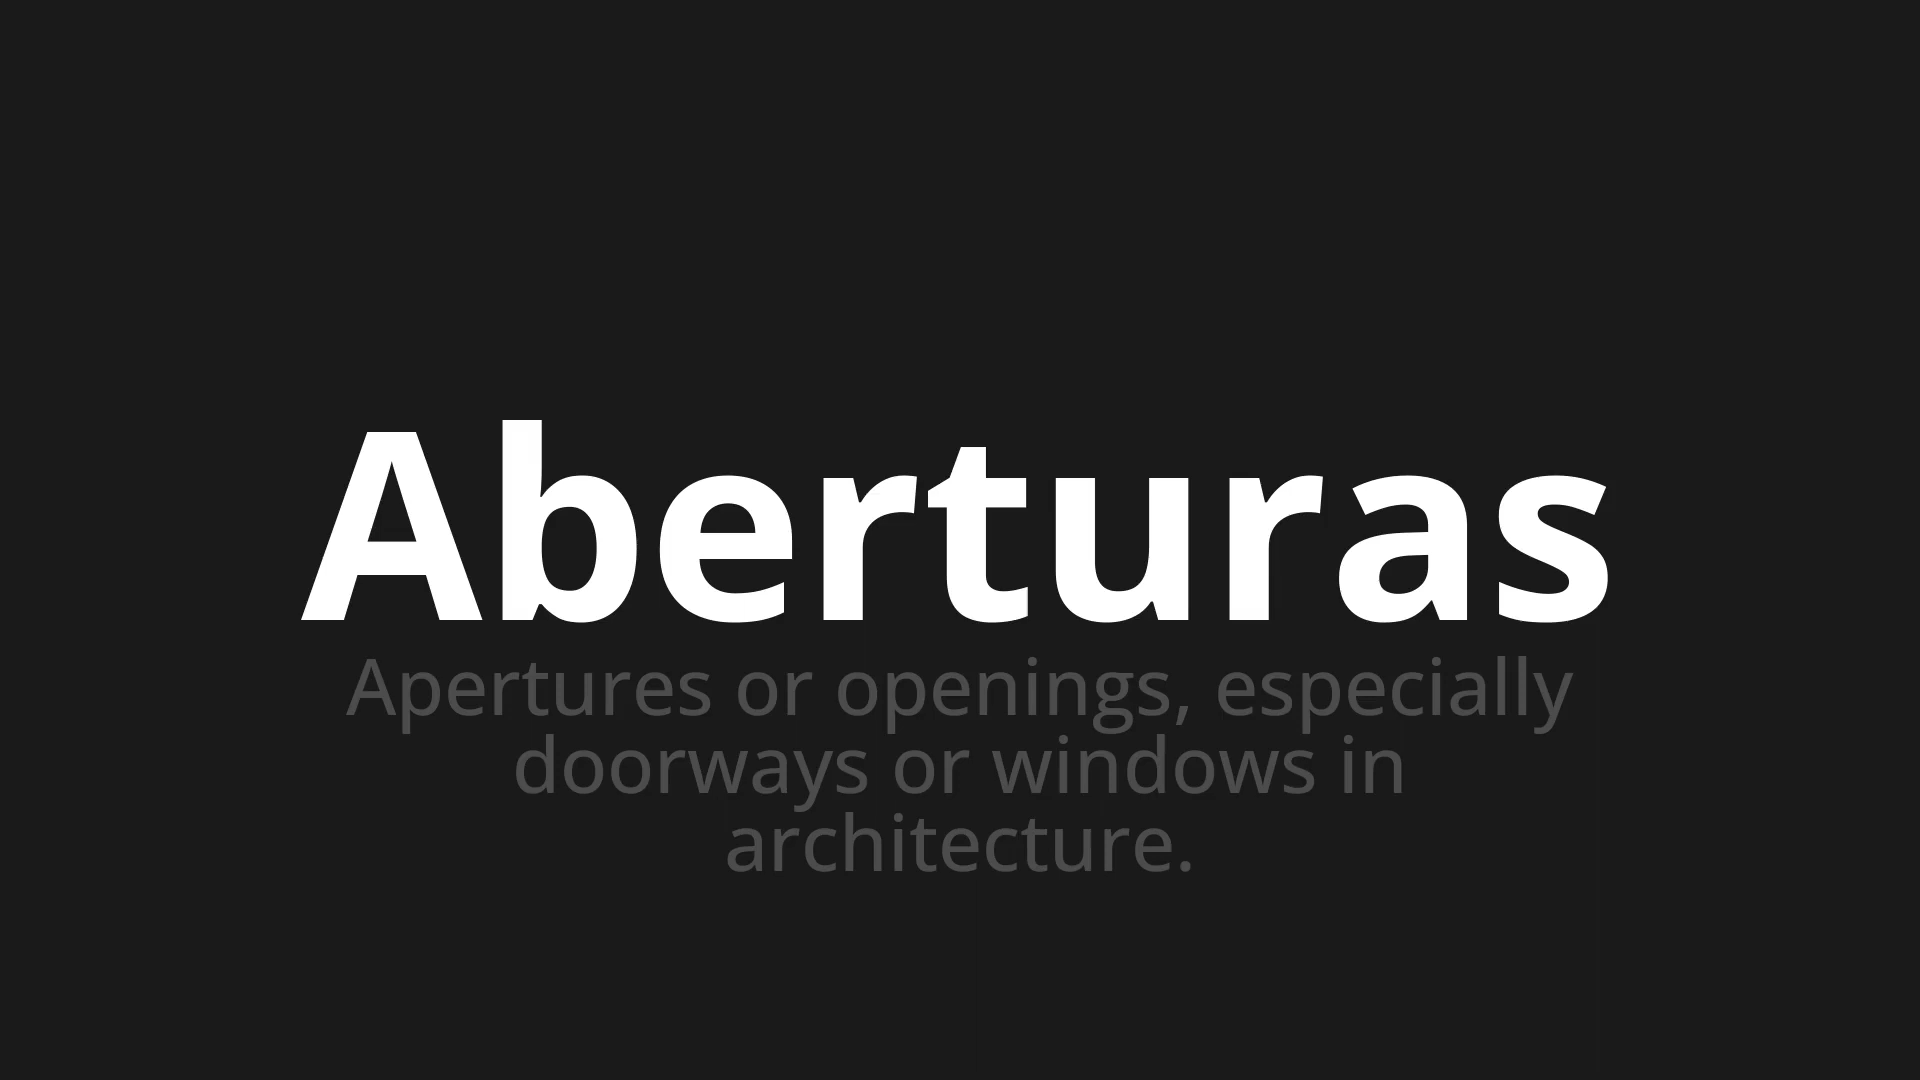 Aberturas
Apertures or openings, especially
doorways or windows in
architecture.